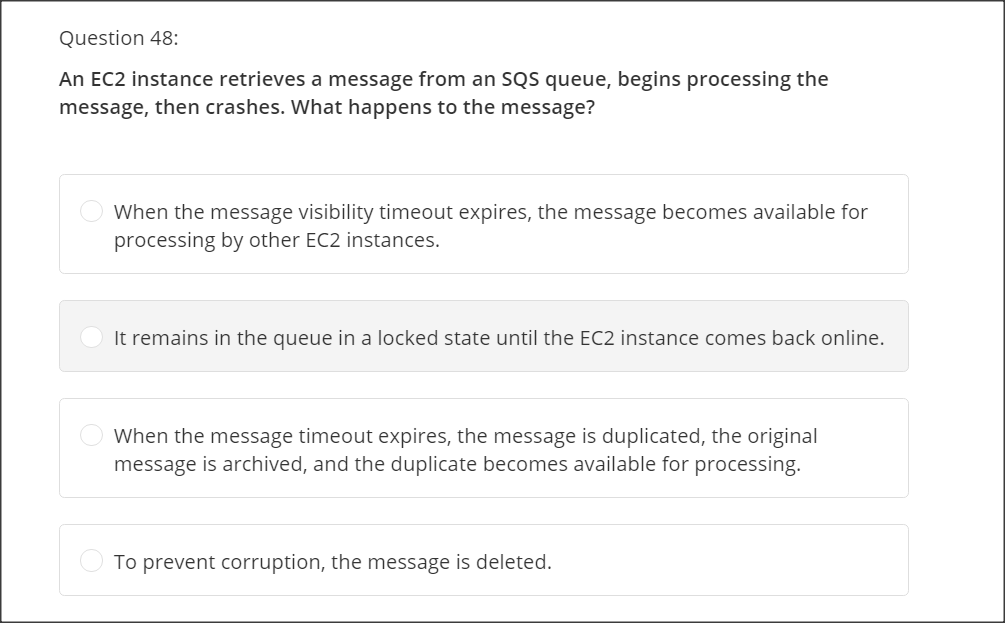 Question 48:
An EC2 instance retrieves a message from an SQS queue, begins processing the
message, then crashes. What happens to the message?
When the message visibility timeout expires, the message becomes available for
processing by other EC2 instances.
It remains in the queue in a locked state until the EC2 instance comes back online.
When the message timeout expires, the message is duplicated, the original
message is archived, and the duplicate becomes available for processing.
To prevent corruption, the message is deleted.